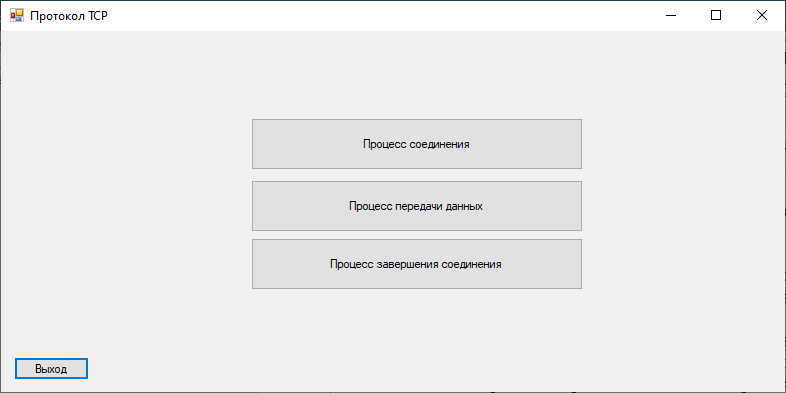 Протокол TCP
Процесс соединения
Процесс передачи данных
Процесс завершения соединения
Выход